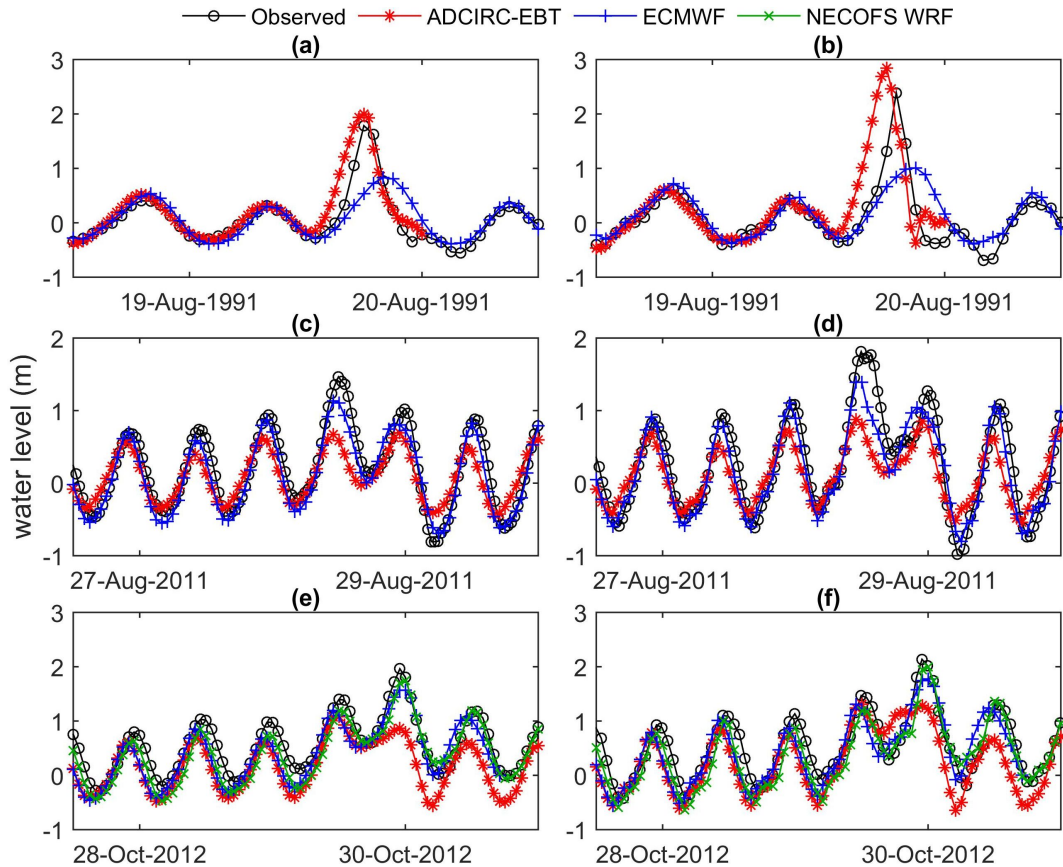 Observed ADCIRC-EBT ECMWF NECOFS WRF
(a) (b)
3 3
2 2
1 1
0 0
-1 -1
19-Aug-1991 20-Aug-1991 19-Aug-1991 20-Aug-1991
(c) (d)
2 2
1 1
0 0
-1 -1
water level (m)
27-Aug-2011 29-Aug-2011 27-Aug-2011 29-Aug-2011
(e) (f)
3 3
2 2
1 1
0 0
-1 -1
28-Oct-2012 30-Oct-2012 28-Oct-2012 30-Oct-2012